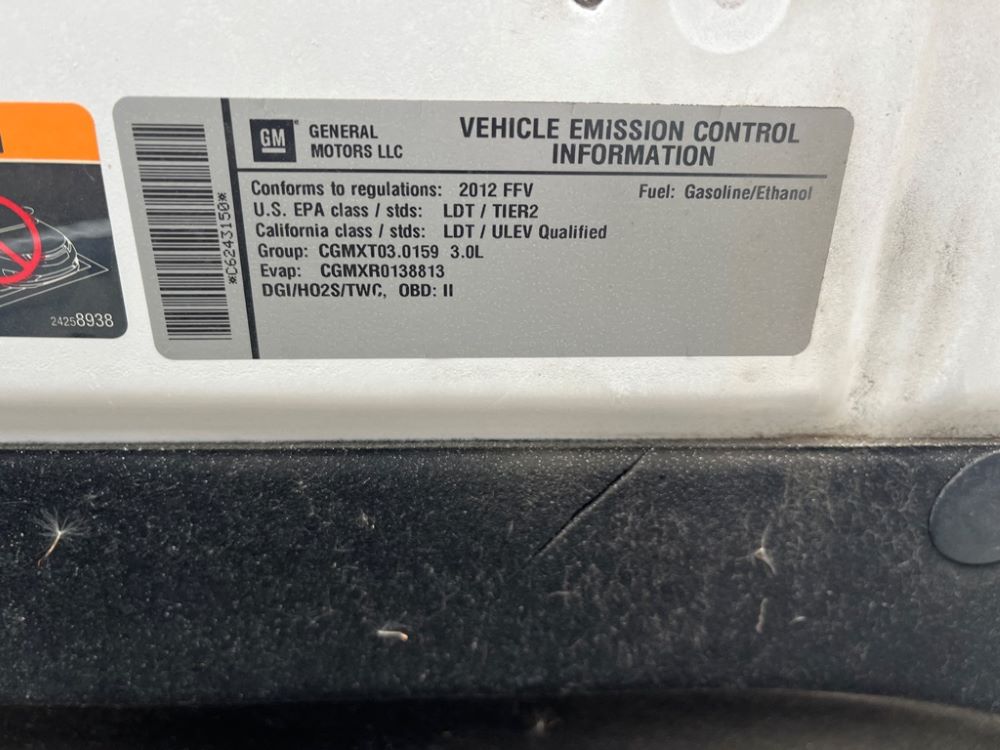 GM
GENERAL
MOTORS LLC
VEHICLE EMISSION CONTROL
INFORMATION
Conforms to regulations: 2012 FFV
Fuel: Gasoline/Ethanol
U.S. EPA class / stds: LDT / TIER2
California class / stds: LDT / ULEV Qualified
Group: CGMXT03.0159 3.0L
Evap: CGMXR0138813
DGI/HO2S/TWC, OBD: II
*C6243150*
24258938